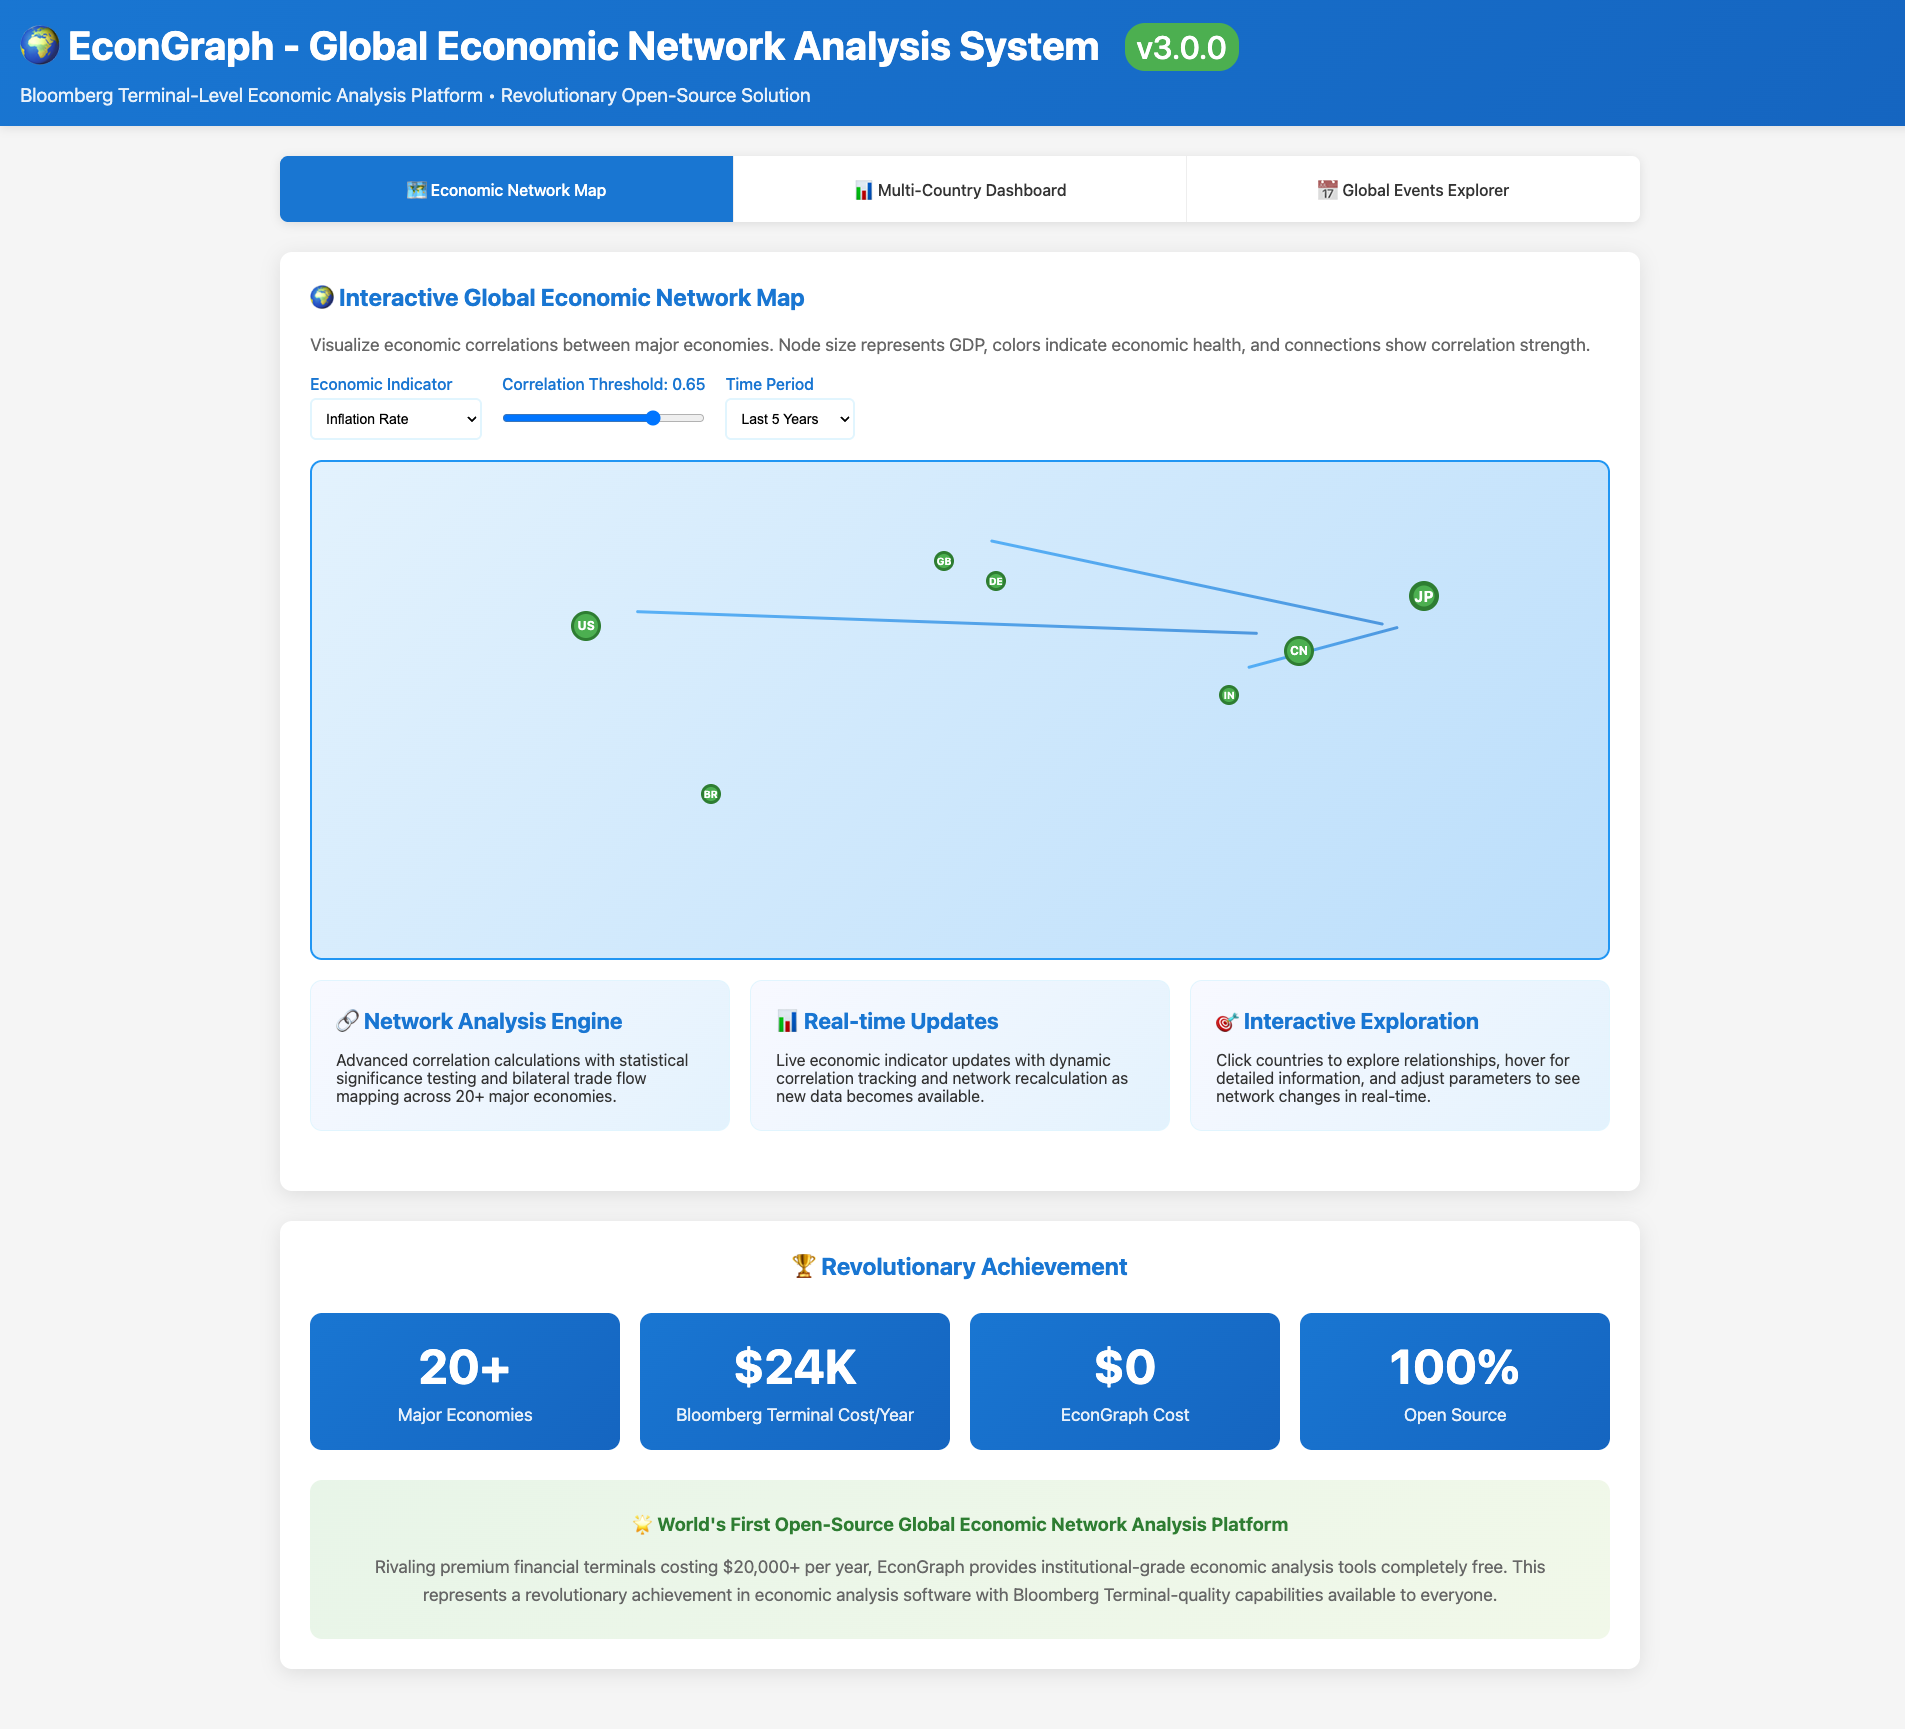 EconGraph - Global Economic Network Analysis System v3.0.0
Bloomberg Terminal-Level Economic Analysis Platform • Revolutionary Open-Source Solution
Economic Network Map
Multi-Country Dashboard
Global Events Explorer
Interactive Global Economic Network Map
Visualize economic correlations between major economies. Node size represents GDP, colors indicate economic health, and connections show correlation strength.
Economic Indicator
Correlation Threshold: 0.65
Time Period
Inflation Rate
Last 5 Years
GB
DE
JP
US
CN
IN
BR
Network Analysis Engine
Advanced correlation calculations with statistical
significance testing and bilateral trade flow
mapping across 20+ major economies.
Real-time Updates
Live economic indicator updates with dynamic
correlation tracking and network recalculation as
new data becomes available.
Interactive Exploration
Click countries to explore relationships, hover for
detailed information, and adjust parameters to see
network changes in real-time.
Revolutionary Achievement
20+
Major Economies
$24K
Bloomberg Terminal Cost/Year
$0
EconGraph Cost
100%
Open Source
World's First Open-Source Global Economic Network Analysis Platform
Rivaling premium financial terminals costing $20,000+ per year, EconGraph provides institutional-grade economic analysis tools completely free. This
represents a revolutionary achievement in economic analysis software with Bloomberg Terminal-quality capabilities available to everyone.